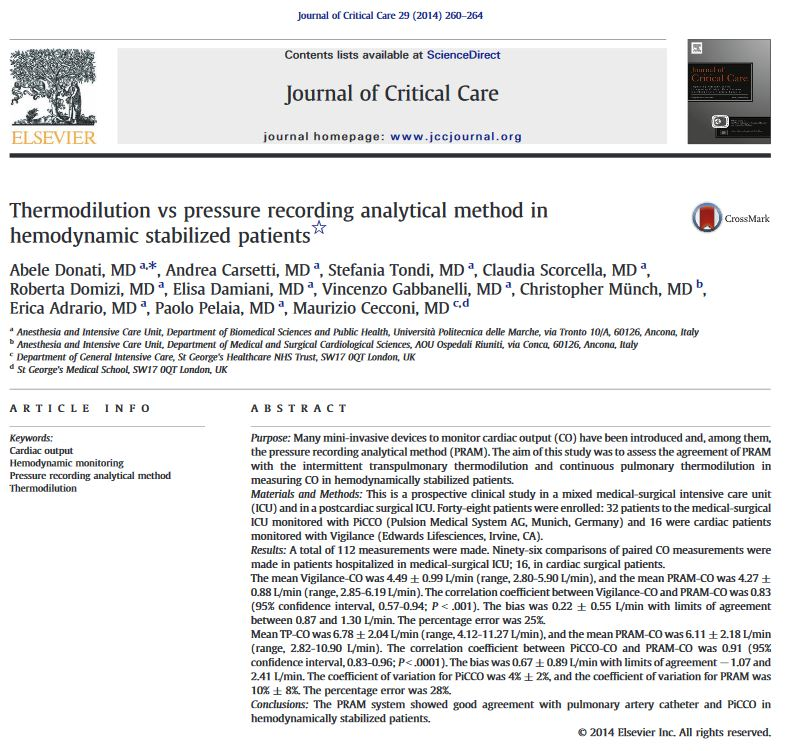 Journal of Critical Care 29 (2014) 260–264
Contents lists available at ScienceDirect
Journal of Critical Care
journal homepage: www.jccjournal.org
ELSEVIER
Journal of
Critical Care
Thermodilution vs pressure recording analytical method in
hemodynamic stabilized patients☆
CrossMark
Abele Donati, MD a,*, Andrea Carsetti, MD a, Stefania Tondi, MD a, Claudia Scorcella, MD a,
Roberta Domizi, MD a, Elisa Damiani, MD a, Vincenzo Gabbanelli, MD a, Christopher Münch, MD b,
Erica Adrario, MD a, Paolo Pelaia, MD a, Maurizio Cecconi, MD c,d
a Anesthesia and Intensive Care Unit, Department of Biomedical Sciences and Public Health, Università Politecnica delle Marche, via Tronto 10/A, 60126, Ancona, Italy
b Anesthesia and Intensive Care Unit, Department of Medical and Surgical Cardiological Sciences, AOU Ospedali Riuniti, via Conca, 60126, Ancona, Italy
c Department of General Intensive Care, St George's Healthcare NHS Trust, SW17 0QT London, UK
d St George's Medical School, SW17 0QT London, UK
ARTICLE INFO
Keywords:
Cardiac output
Hemodynamic monitoring
Pressure recording analytical method
Thermodilution
ABSTRACT
Purpose: Many mini-invasive devices to monitor cardiac output (CO) have been introduced and, among them,
the pressure recording analytical method (PRAM). The aim of this study was to assess the agreement of PRAM
with the intermittent transpulmonary thermodilution and continuous pulmonary thermodilution in
measuring CO in hemodynamically stabilized patients.
Materials and Methods: This is a prospective clinical study in a mixed medical-surgical intensive care unit
(ICU) and in a postcardiac surgical ICU. Forty-eight patients were enrolled: 32 patients to the medical-surgical
ICU monitored with PiCCO (Pulsion Medical System AG, Munich, Germany) and 16 were cardiac patients
monitored with Vigilance (Edwards Lifesciences, Irvine, CA).
Results: A total of 112 measurements were made. Ninety-six comparisons of paired CO measurements were
made in patients hospitalized in medical-surgical ICU; 16, in cardiac surgical patients.
The mean Vigilance-CO was 4.49 ± 0.99 L/min (range, 2.80-5.90 L/min), and the mean PRAM-CO was 4.27 ±
0.88 L/min (range, 2.85-6.19 L/min). The correlation coefficient between Vigilance-CO and PRAM-CO was 0.83
(95% confidence interval, 0.57-0.94; P < .001). The bias was 0.22 ± 0.55 L/min with limits of agreement
between 0.87 and 1.30 L/min. The percentage error was 25%.
Mean TP-CO was 6.78 ± 2.04 L/min (range, 4.12-11.27 L/min), and the mean PRAM-CO was 6.11 ± 2.18 L/min
(range, 2.82-10.90 L/min). The correlation coefficient between PiCCO-CO and PRAM-CO was 0.91 (95%
confidence interval, 0.83-0.96; P < .0001). The bias was 0.67 ± 0.89 L/min with limits of agreement −1.07 and
2.41 L/min. The coefficient of variation for PiCCO was 4% ± 2%, and the coefficient of variation for PRAM was
10% ± 8%. The percentage error was 28%.
Conclusions: The PRAM system showed good agreement with pulmonary artery catheter and PiCCO in
hemodynamically stabilized patients.
© 2014 Elsevier Inc. All rights reserved.